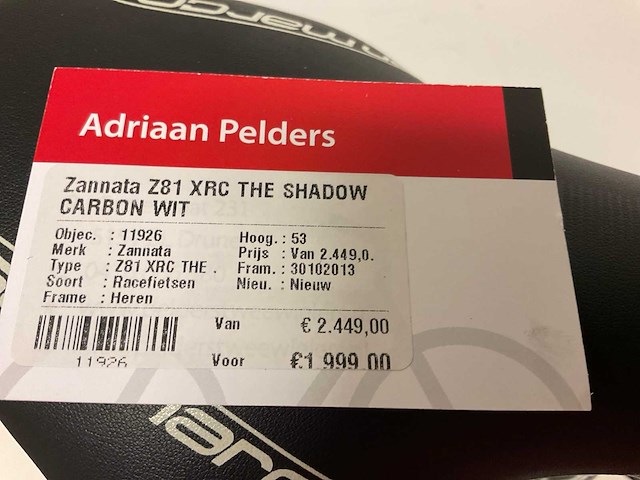 Adriaan Pelders
Zannata Z81 XRC THE SHADOW
CARBON WIT
Objec. : 11926 Hoog. : 53
Merk : Zannata Prijs : Van 2.449,0.
Type : Z81 XRC THE . Fram. : 30102013
Soort : Racefietsen Nieu. : Nieuw
Frame : Heren
Van € 2.449,00
11926 Voor €1.999,00